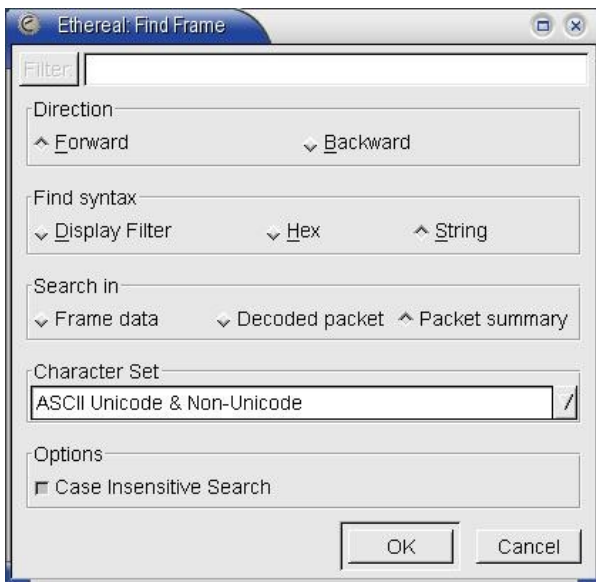 Ethereal: Find Frame
Filter:
Direction
Forward Backward
Find syntax
Display Filter Hex String
Search in
Frame data Decoded packet Packet summary
Character Set
ASCII Unicode & Non-Unicode
Options
Case Insensitive Search
OK Cancel